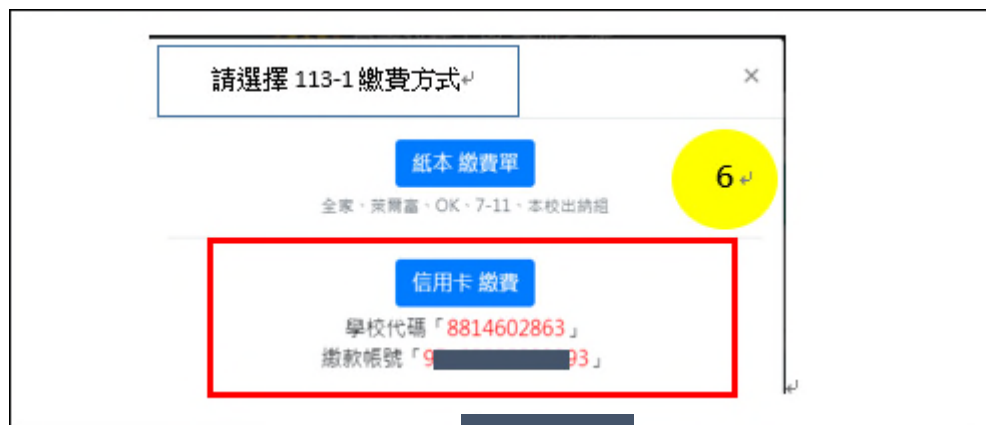 請選擇 113-1 繳費方式
×
紙本 繳費單
6
全家、萊爾富、OK、7-11、本校出納組
信用卡 繳費
學校代碼「8814602863」
繳款帳號「9 93」